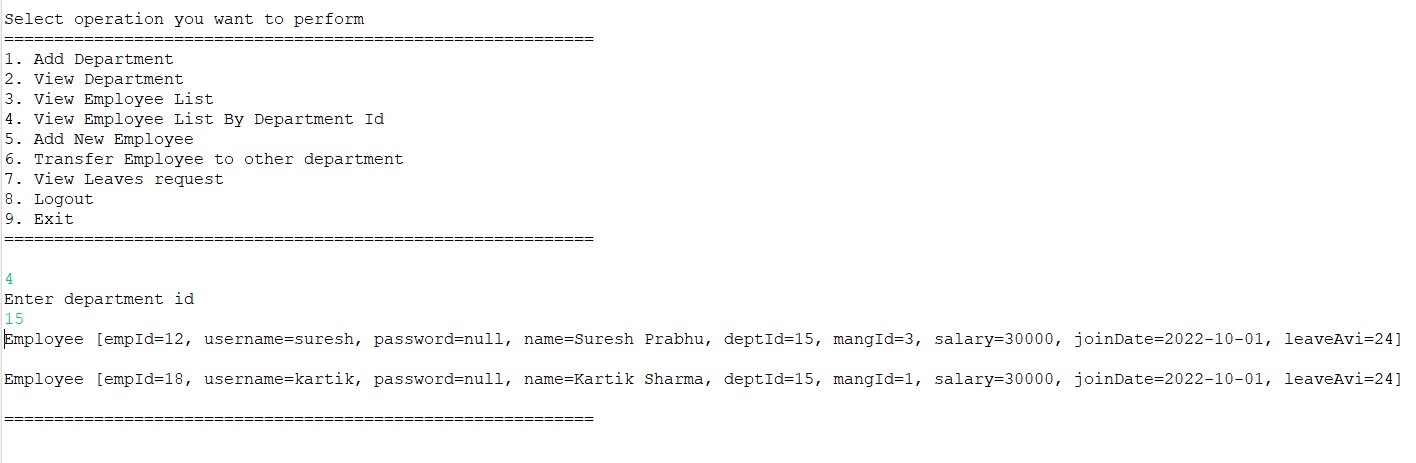 Select operation you want to perform
===========================================================
1. Add Department
2. View Department
3. View Employee List
4. View Employee List By Department Id
5. Add New Employee
6. Transfer Employee to other department
7. View Leaves request
8. Logout
9. Exit
===========================================================
4
Enter department id
15
Employee [empId=12, username=suresh, password=null, name=Suresh Prabhu, deptId=15, mangId=3, salary=30000, joinDate=2022-10-01, leaveAvi=24]
Employee [empId=18, username=kartik, password=null, name=Kartik Sharma, deptId=15, mangId=1, salary=30000, joinDate=2022-10-01, leaveAvi=24]
===========================================================